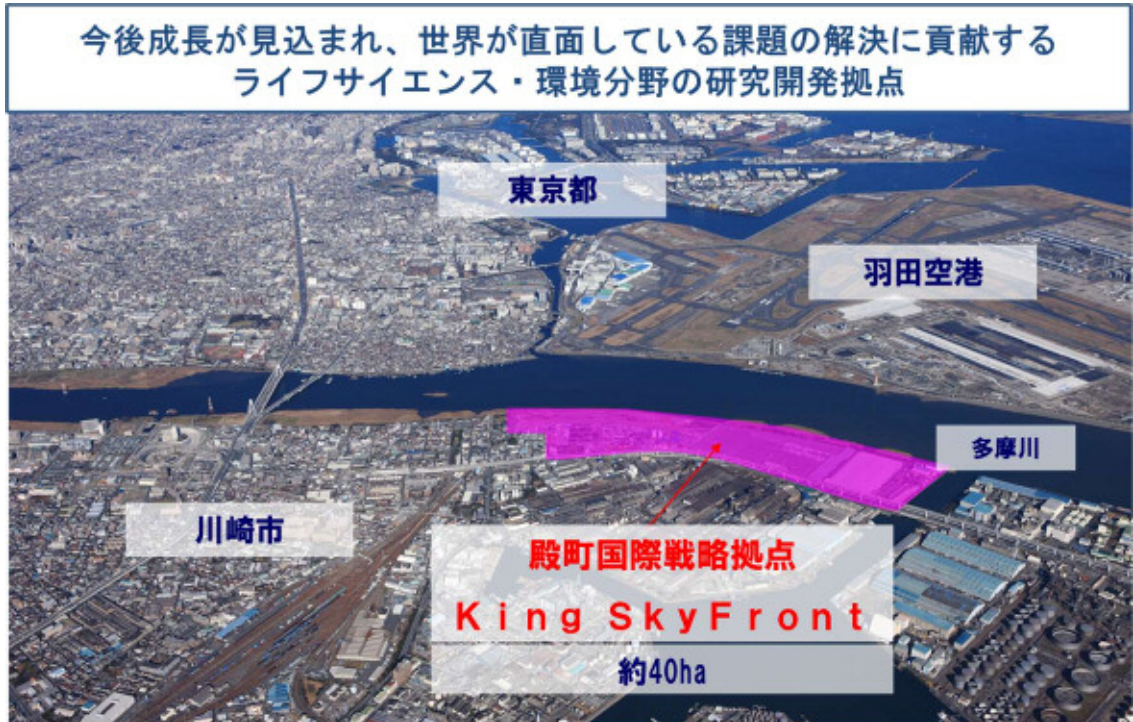 今後成長が見込まれ、世界が直面している課題の解決に貢献する
ライフサイエンス・環境分野の研究開発拠点
東京都
羽田空港
多摩川
川崎市
殿町国際戦略拠点
King SkyFront
約40ha